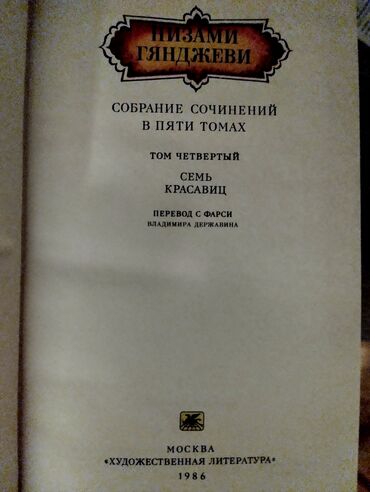 НИЗАМИ
ГЯНДЖЕВИ
СОБРАНИЕ СОЧИНЕНИЙ
В ПЯТИ ТОМАХ
ТОМ ЧЕТВЕРТЫЙ
СЕМЬ
КРАСАВИЦ
ПЕРЕВОД С ФАРСИ
ВЛАДИМИРА ДЕРЖАВИНА
МОСКВА
«ХУДОЖЕСТВЕННАЯ ЛИТЕРАТУРА»
1986